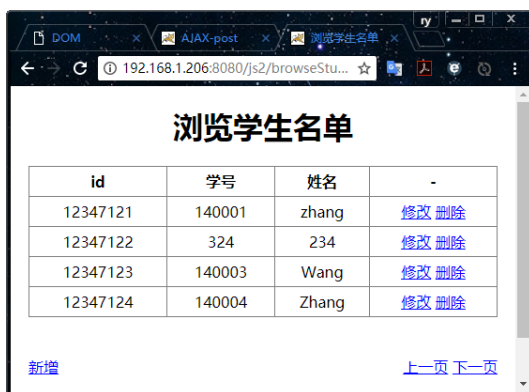 ry
DOM
AJAX-post
浏览学生名单
192.168.1.206:8080/js2/browseStu...
浏览学生名单
id 学号 姓名 -
12347121 140001 zhang 修改 删除
12347122 324 234 修改 删除
12347123 140003 Wang 修改 删除
12347124 140004 Zhang 修改 删除
新增 上一页 下一页